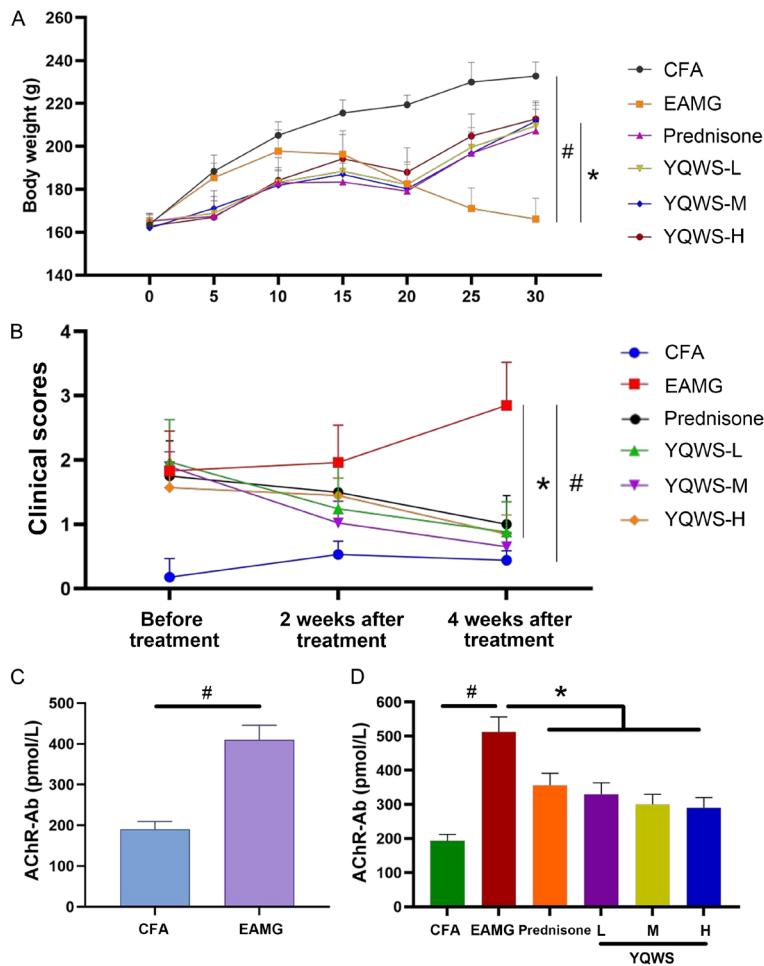 A
Body weight (g)
260
240
220
200
180
160
140
0 5 10 15 20 25 30
#
*
CFA
EAMG
Prednisone
YQWS-L
YQWS-M
YQWS-H
B
Clinical scores
4
3
2
1
0
Before treatment
2 weeks after treatment
4 weeks after treatment
* #
CFA
EAMG
Prednisone
YQWS-L
YQWS-M
YQWS-H
C
AChR-Ab (pmol/L)
500
400
300
200
100
0
#
CFA EAMG
D
AChR-Ab (pmol/L)
600
500
400
300
200
100
0
# *
CFA EAMG Prednisone L M H
YQWS